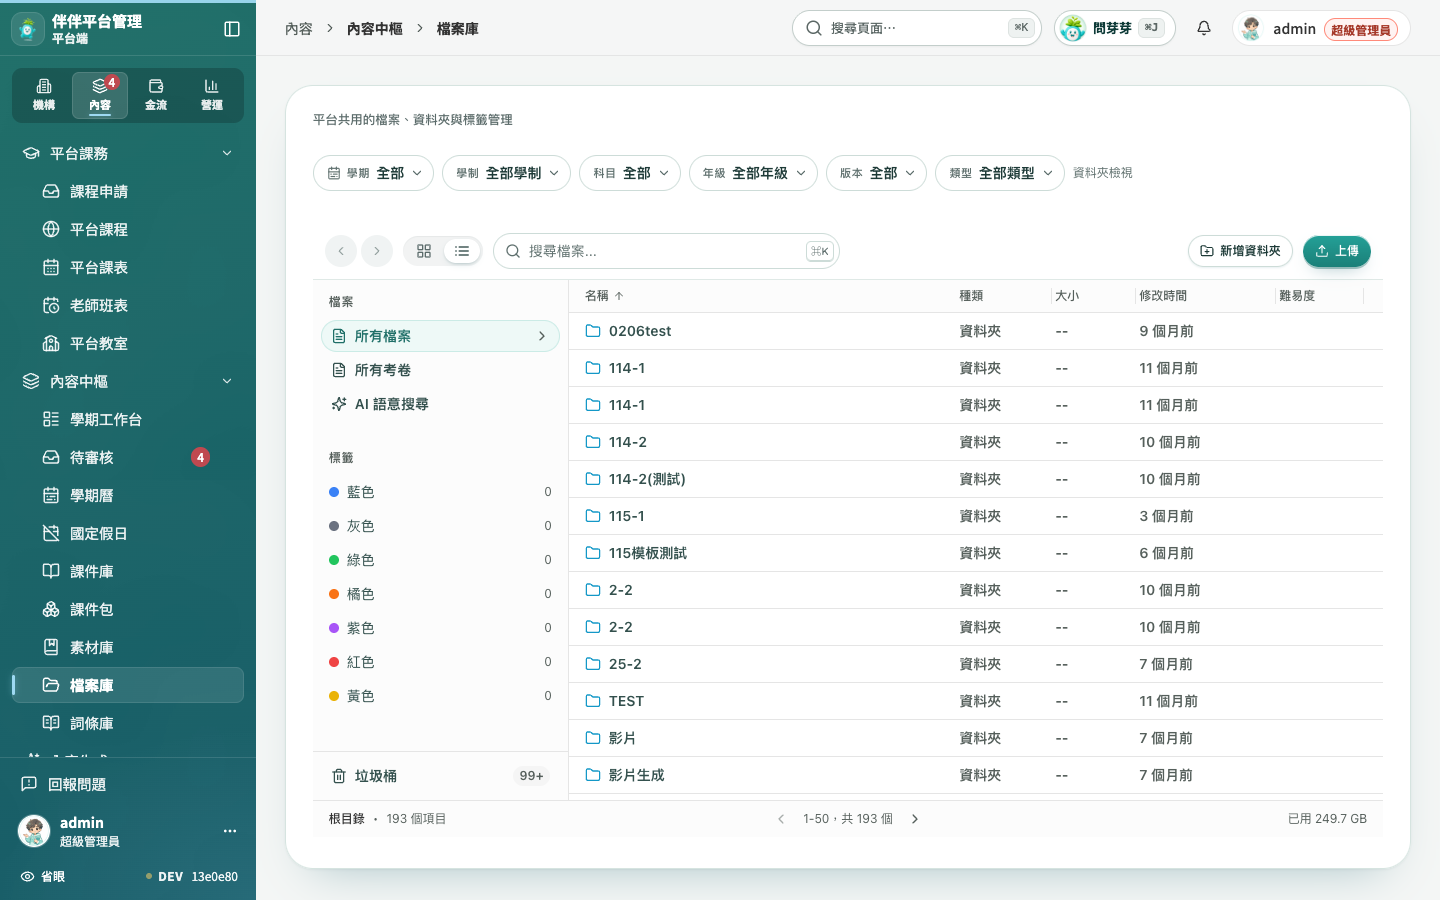 伴伴平台管理
平台端
機構
內容
4
金流
營運
平台課務
課程申請
平台課程
平台課表
老師班表
平台教室
內容中樞
學期工作台
待審核
4
學期曆
國定假日
課件庫
課件包
素材庫
檔案庫
詞條庫
回報問題
admin
超級管理員
省眼
DEV 13e0e80
內容
內容中樞
檔案庫
搜尋頁面…
⌘K
問芽芽
⌘J
admin
超級管理員
平台共用的檔案、資料夾與標籤管理
學期 全部
學制 全部學制
科目 全部
年級 全部年級
版本 全部
類型 全部類型
資料夾檢視
搜尋檔案...
⌘K
新增資料夾
上傳
檔案
所有檔案
所有考卷
AI 語意搜尋
標籤
藍色 0
灰色 0
綠色 0
橘色 0
紫色 0
紅色 0
黃色 0
垃圾桶 99+
名稱 ↑ 種類 大小 修改時間 難易度
0206test 資料夾 -- 9 個月前
114-1 資料夾 -- 11 個月前
114-1 資料夾 -- 11 個月前
114-2 資料夾 -- 10 個月前
114-2(測試) 資料夾 -- 10 個月前
115-1 資料夾 -- 3 個月前
115模板測試 資料夾 -- 6 個月前
2-2 資料夾 -- 10 個月前
2-2 資料夾 -- 10 個月前
25-2 資料夾 -- 7 個月前
TEST 資料夾 -- 11 個月前
影片 資料夾 -- 7 個月前
影片生成 資料夾 -- 7 個月前
根目錄 · 193 個項目
1-50，共 193 個
已用 249.7 GB